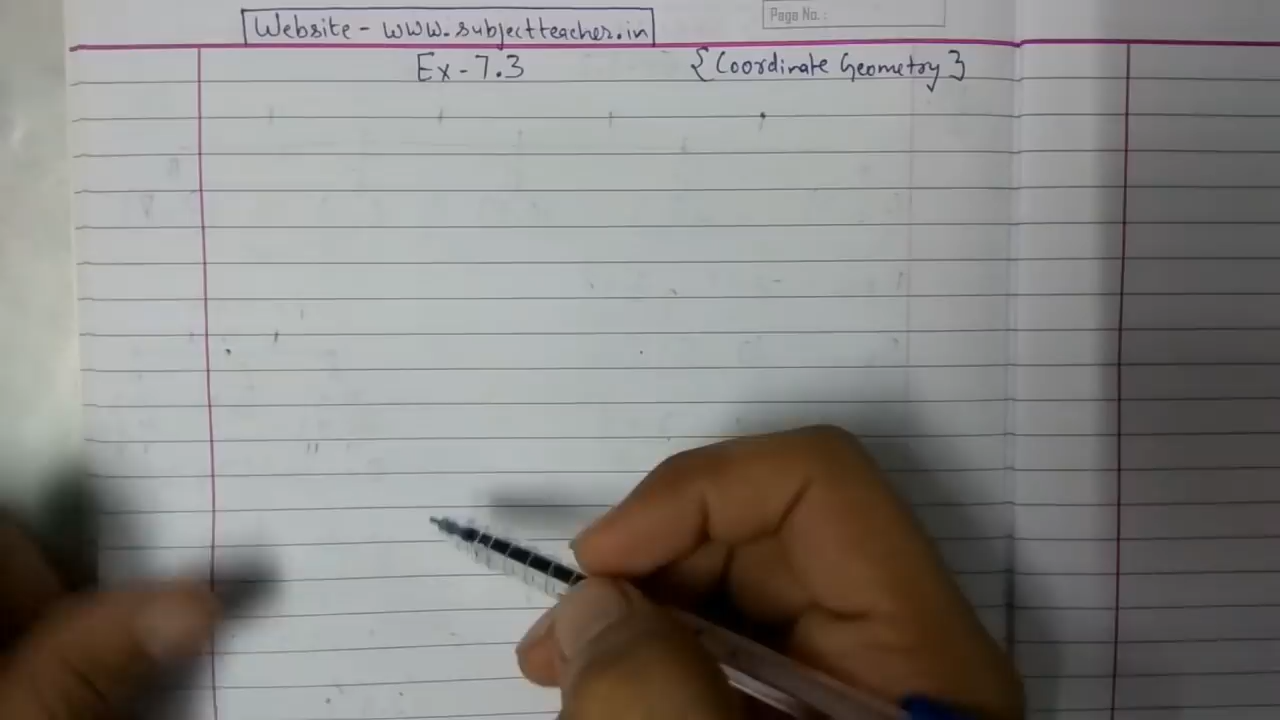 Website - www.subjectteacher.in
Page No. :
Ex - 7.3 {Coordinate Geometry}